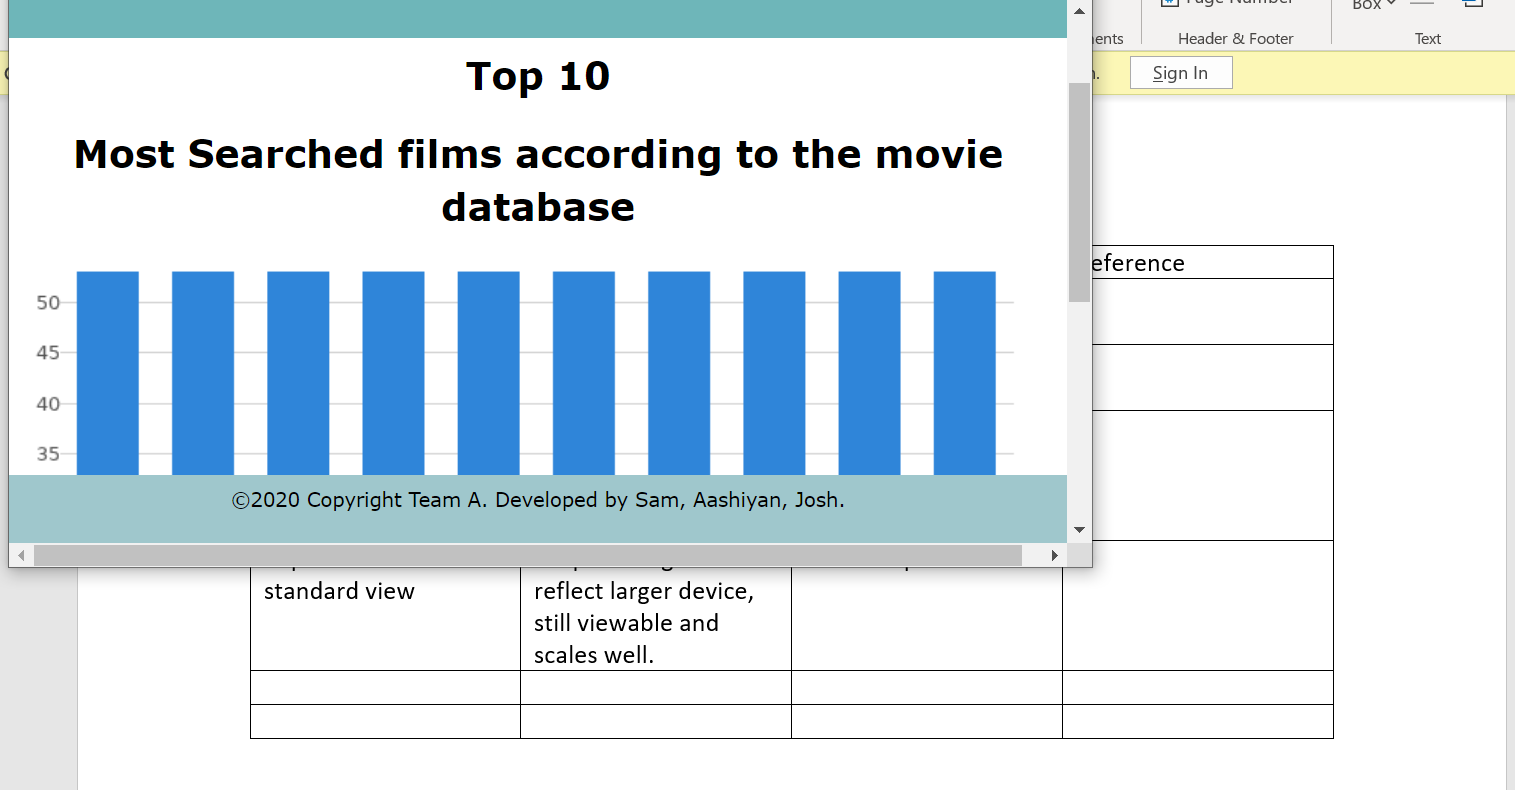 Page Number
Box
ents
Header & Footer
Text
Sign In
Top 10
Most Searched films according to the movie
database
eference
50
45
40
35
©2020 Copyright Team A. Developed by Sam, Aashiyan, Josh.
standard view
reflect larger device,
still viewable and
scales well.